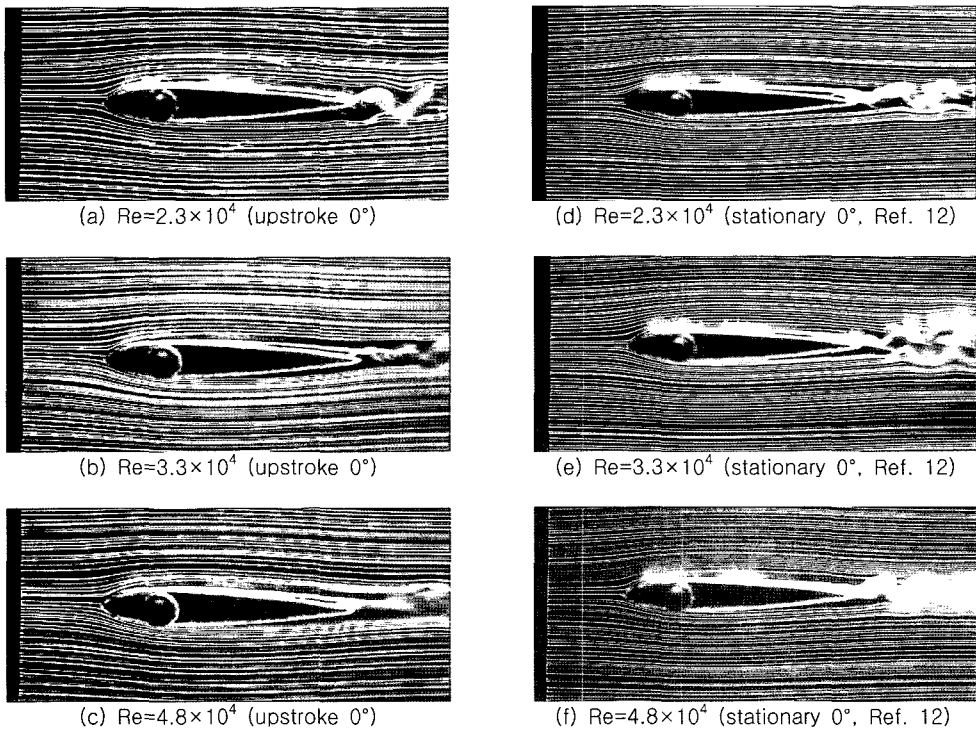 (a) Re=2.3×10⁴ (upstroke 0°)
(d) Re=2.3×10⁴ (stationary 0°, Ref. 12)
(b) Re=3.3×10⁴ (upstroke 0°)
(e) Re=3.3×10⁴ (stationary 0°, Ref. 12)
(c) Re=4.8×10⁴ (upstroke 0°)
(f) Re=4.8×10⁴ (stationary 0°, Ref. 12)